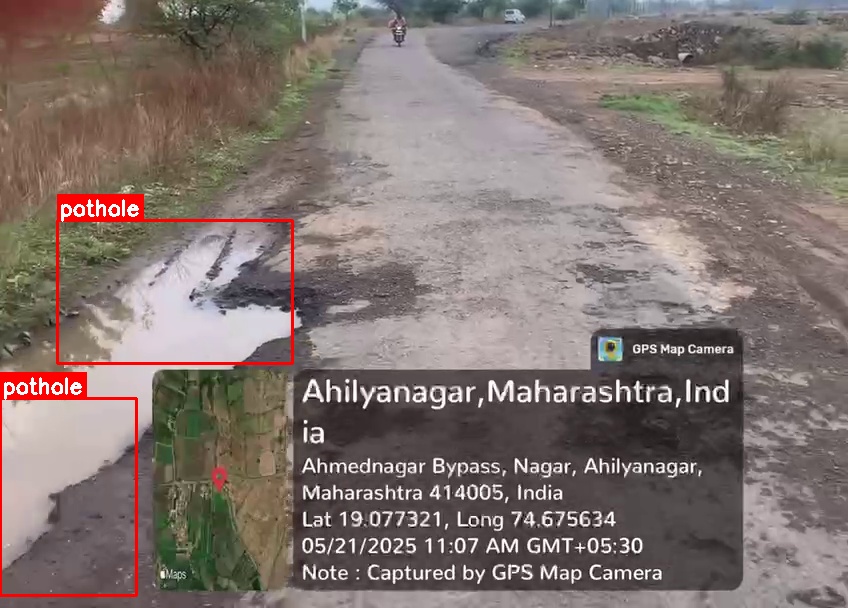 pothole
pothole
GPS Map Camera
Ahilyanagar,Maharashtra,Ind
ia
Ahmednagar Bypass, Nagar, Ahilyanagar,
Maharashtra 414005, India
Lat 19.077321, Long 74.675634
05/21/2025 11:07 AM GMT+05:30
Note : Captured by GPS Map Camera
Maps